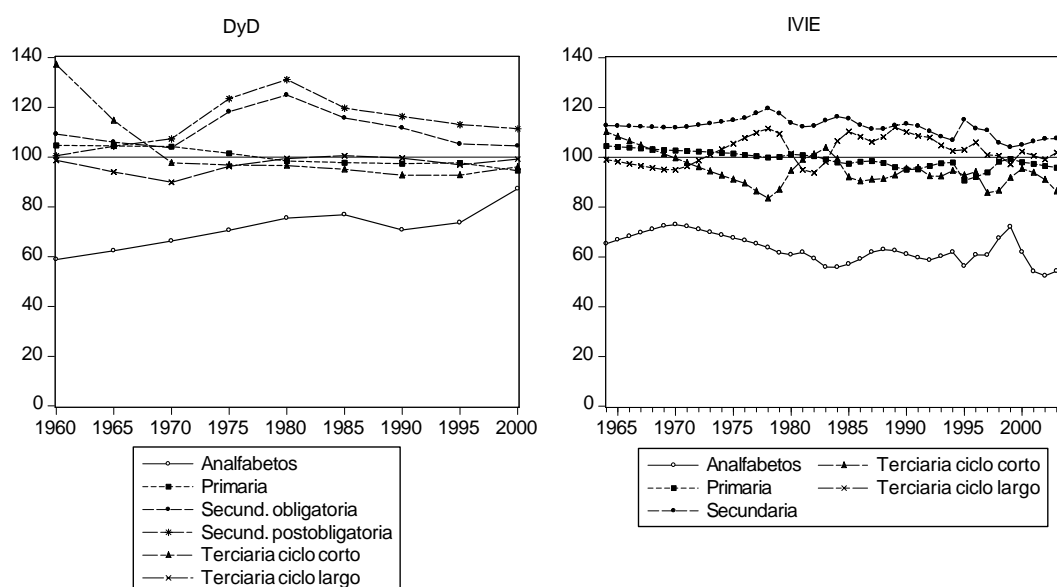 DyD
140
120
100
80
60
40
20
0
1960 1965 1970 1975 1980 1985 1990 1995 2000
Analfabetos
Primaria
Secund. obligatoria
Secund. postobligatoria
Terciaria ciclo corto
Terciaria ciclo largo
IVIE
140
120
100
80
60
40
20
0
1965 1970 1975 1980 1985 1990 1995 2000
Analfabetos
Primaria
Secundaria
Terciaria ciclo corto
Terciaria ciclo largo